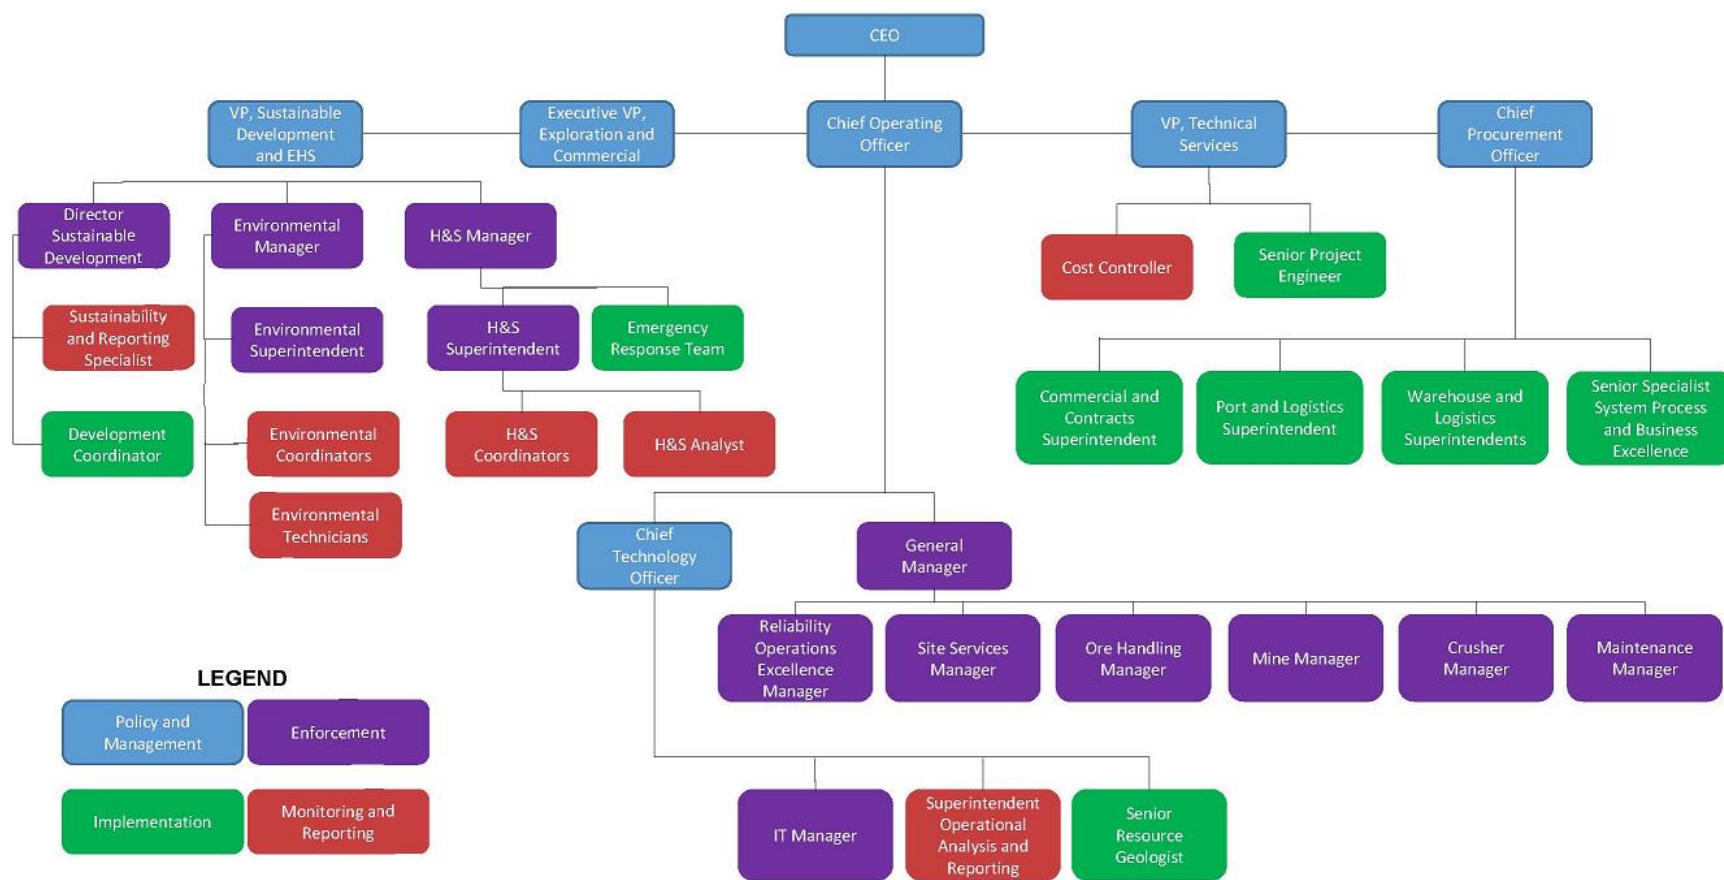 CEO
VP, Sustainable
Development
and EHS
Executive VP,
Exploration and
Commercial
Chief Operating
Officer
VP, Technical
Services
Chief
Procurement
Officer
Director
Sustainable
Development
Environmental
Manager
H&S Manager
Cost Controller
Senior Project
Engineer
Sustainability
and Reporting
Specialist
Environmental
Superintendent
H&S
Superintendent
Emergency
Response Team
Commercial and
Contracts
Superintendent
Port and Logistics
Superintendent
Warehouse and
Logistics
Superintendents
Senior Specialist
System Process
and Business
Excellence
Development
Coordinator
Environmental
Coordinators
H&S
Coordinators
H&S Analyst
Environmental
Technicians
Chief
Technology
Officer
General
Manager
Reliability
Operations
Excellence
Manager
Site Services
Manager
Ore Handling
Manager
Mine Manager
Crusher
Manager
Maintenance
Manager
LEGEND
Policy and
Management
Enforcement
Implementation
Monitoring and
Reporting
IT Manager
Superintendent
Operational
Analysis and
Reporting
Senior
Resource
Geologist